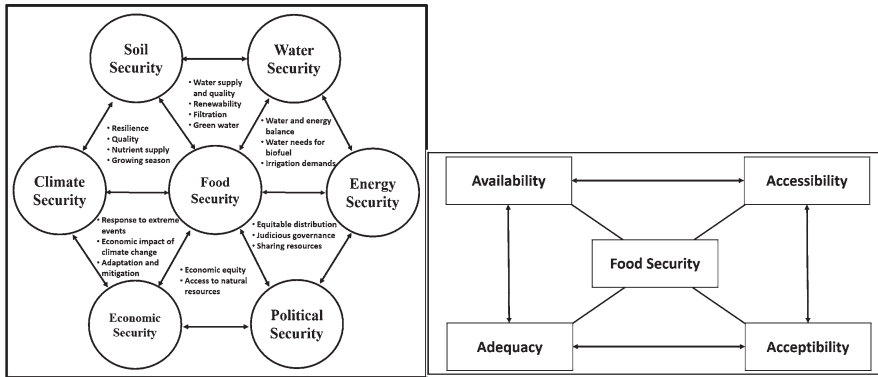 Soil
Security
Water
Security
• Water supply
and quality
• Renewability
• Filtration
• Green water
• Resilience
• Quality
• Nutrient supply
• Growing season
• Water and energy
balance
• Water needs for
biofuel
• Irrigation demands
Climate
Security
Food
Security
Energy
Security
• Response to extreme
events
• Economic impact of
climate change
• Adaptation and
mitigation
• Equitable distribution
• Judicious governance
• Sharing resources
• Economic equity
• Access to natural
resources
Economic
Security
Political
Security
Availability
Accessibility
Food Security
Adequacy
Acceptibility